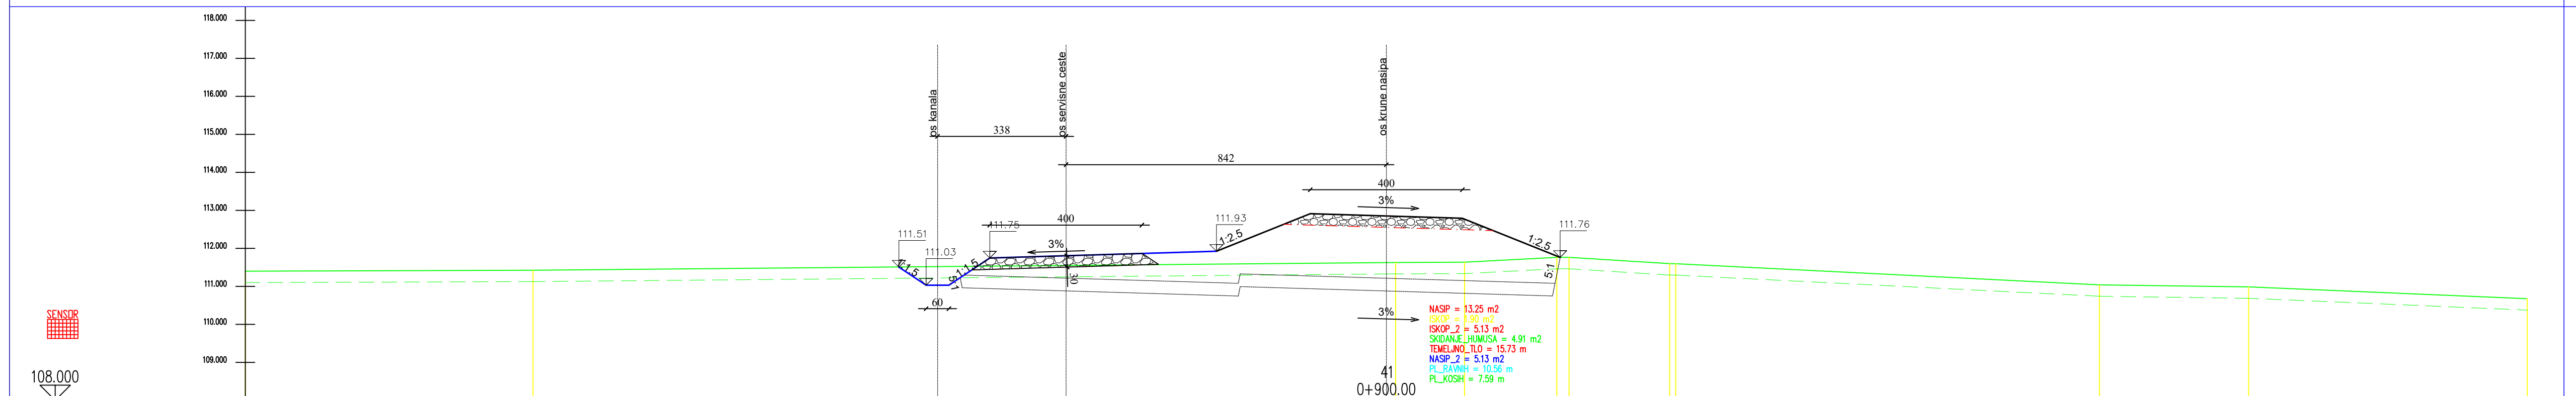 118.000
117.000
116.000
115.000
114.000
113.000
112.000
111.000
110.000
109.000
SENSOR
108.000
os kanala
os servisne ceste
os krune nasipa
338
842
400
3%
400
3%
111.51
111.03
111.75
111.93
111.76
1:1.5
1:2.5
1:2.5
5:1
30
60
3%
NASIP = 13.25 m2
ISKOP_2 = 5.13 m2
SKIDANJE_HUMUSA = 4.91 m2
TEMELJNO_TLO = 15.73 m
NASIP_2 = 5.13 m2
PL_RAVNIH = 10.56 m
PL_KOSIH = 7.59 m
41
0+900.00